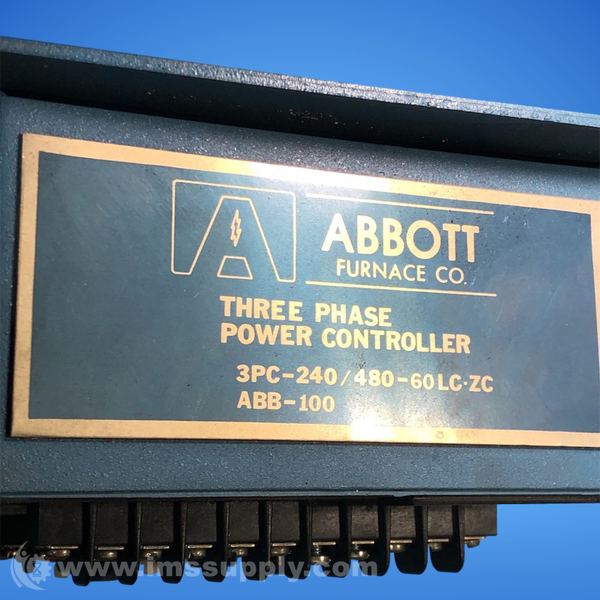 ABBOTT
FURNACE CO.
THREE PHASE
POWER CONTROLLER
3PC-240/480-60LC·ZC
ABB-100
www.imssupply.com